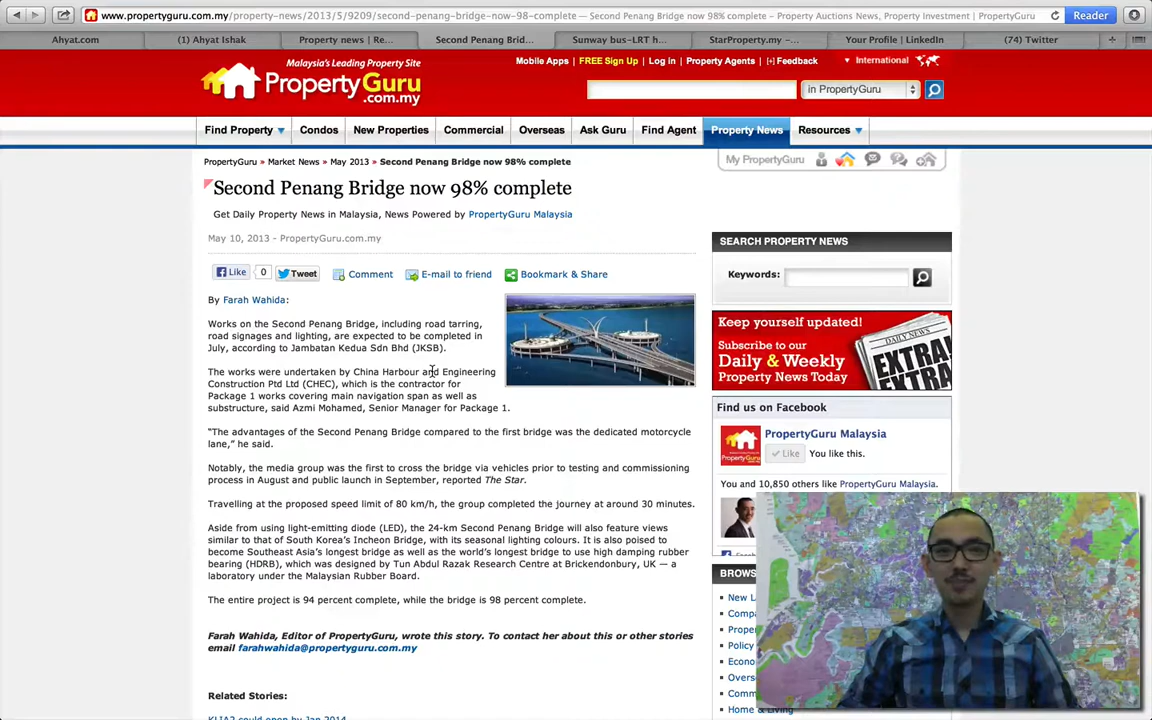 www.propertyguru.com.my/property-news/2013/5/9209/second-penang-bridge-now-98-complete — Second Penang Bridge now 98% complete – Property Auctions News, Property Investment | PropertyGuru
Reader
Ahyat.com
(1) Ahyat Ishak
Property news | Re...
Second Penang Brid...
Sunway bus–LRT h...
StarProperty.my –...
Your Profile | LinkedIn
(74) Twitter
Malaysia's Leading Property Site
PropertyGuru
.com.my
Mobile Apps | FREE Sign Up | Log in | Property Agents | [+] Feedback
International
in PropertyGuru
Find Property
Condos
New Properties
Commercial
Overseas
Ask Guru
Find Agent
Property News
Resources
PropertyGuru » Market News » May 2013 » Second Penang Bridge now 98% complete
My PropertyGuru
Second Penang Bridge now 98% complete
Get Daily Property News in Malaysia, News Powered by PropertyGuru Malaysia
May 10, 2013 - PropertyGuru.com.my
Like
0
Tweet
Comment
E-mail to friend
Bookmark & Share
By Farah Wahida:
Works on the Second Penang Bridge, including road tarring,
road signages and lighting, are expected to be completed in
July, according to Jambatan Kedua Sdn Bhd (JKSB).
The works were undertaken by China Harbour and Engineering
Construction Ptd Ltd (CHEC), which is the contractor for
Package 1 works covering main navigation span as well as
substructure, said Azmi Mohamed, Senior Manager for Package 1.
"The advantages of the Second Penang Bridge compared to the first bridge was the dedicated motorcycle
lane," he said.
Notably, the media group was the first to cross the bridge via vehicles prior to testing and commissioning
process in August and public launch in September, reported The Star.
Travelling at the proposed speed limit of 80 km/h, the group completed the journey at around 30 minutes.
Aside from using light-emitting diode (LED), the 24-km Second Penang Bridge will also feature views
similar to that of South Korea's Incheon Bridge, with its seasonal lighting colours. It is also poised to
become Southeast Asia's longest bridge as well as the world's longest bridge to use high damping rubber
bearing (HDRB), which was designed by Tun Abdul Razak Research Centre at Brickendonbury, UK — a
laboratory under the Malaysian Rubber Board.
The entire project is 94 percent complete, while the bridge is 98 percent complete.
Farah Wahida, Editor of PropertyGuru, wrote this story. To contact her about this or other stories
email farahwahida@propertyguru.com.my
Related Stories:
KLIA2 could open by Jan 2014
SEARCH PROPERTY NEWS
Keywords:
Keep yourself updated!
Subscribe to our
Daily & Weekly
Property News Today
DAILY NEWS
EXTRA!
EXTRA!
Find us on Facebook
PropertyGuru Malaysia
Like
You like this.
You and 10,850 others like PropertyGuru Malaysia.
BROWS
New L
Compa
Prope
Policy
Econo
Overs
Comm
Home & Living